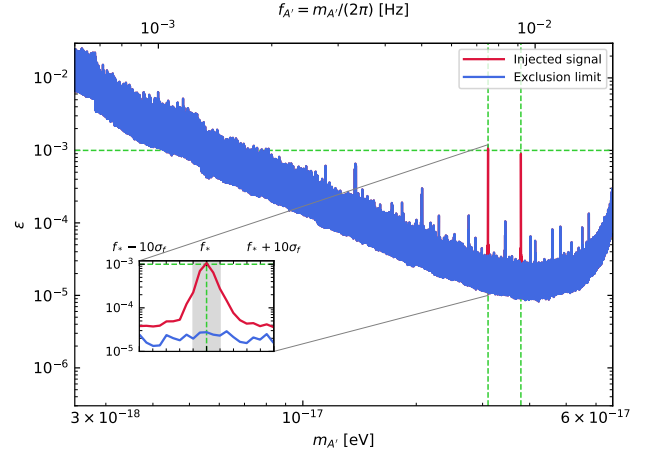 f_{A'} = m_{A'}/(2π) [Hz]
10⁻³ 10⁻²
Injected signal
Exclusion limit
10⁻²
10⁻³
10⁻⁴
10⁻⁵
10⁻⁶
ε
f_* − 10σ_f f_* f_* + 10σ_f
10⁻³
10⁻⁴
10⁻⁵
3 × 10⁻¹⁸ 10⁻¹⁷ 6 × 10⁻¹⁷
m_{A'} [eV]